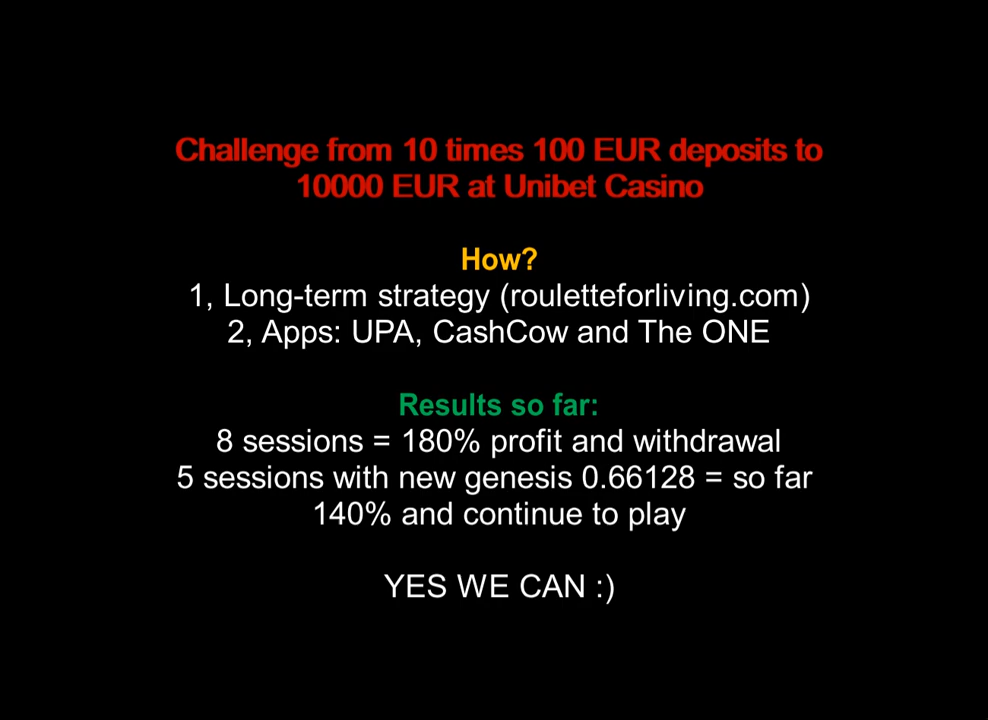 Challenge from 10 times 100 EUR deposits to
10000 EUR at Unibet Casino
How?
1, Long-term strategy (rouletteforliving.com)
2, Apps: UPA, CashCow and The ONE
Results so far:
8 sessions = 180% profit and withdrawal
5 sessions with new genesis 0.66128 = so far
140% and continue to play
YES WE CAN :)